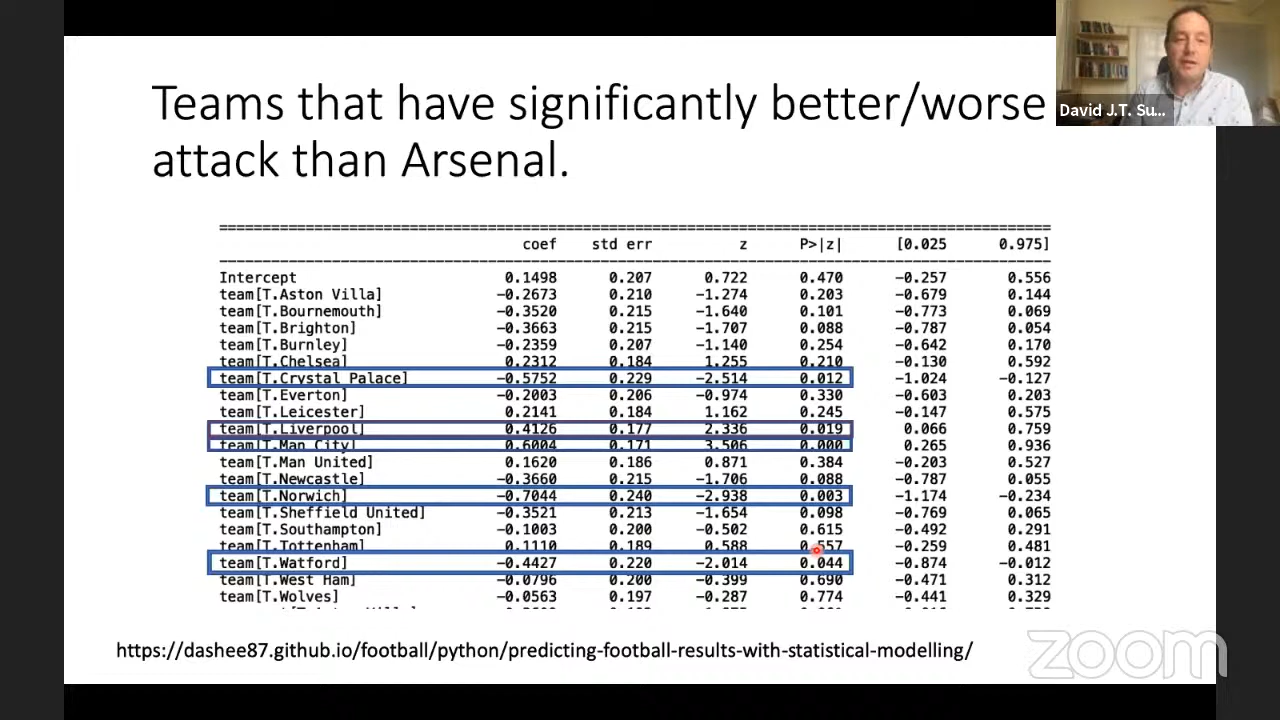 Teams that have significantly better/worse
attack than Arsenal.
David J.T. Su...
coef std err z P>|z| [0.025 0.975]
Intercept 0.1498 0.207 0.722 0.470 -0.257 0.556
team[T.Aston Villa] -0.2673 0.210 -1.274 0.203 -0.679 0.144
team[T.Bournemouth] -0.3520 0.215 -1.640 0.101 -0.773 0.069
team[T.Brighton] -0.3663 0.215 -1.707 0.088 -0.787 0.054
team[T.Burnley] -0.2359 0.207 -1.140 0.254 -0.642 0.170
team[T.Chelsea] 0.2312 0.184 1.255 0.210 -0.130 0.592
team[T.Crystal Palace] -0.5752 0.229 -2.514 0.012 -1.024 -0.127
team[T.Everton] -0.2003 0.206 -0.974 0.330 -0.603 0.203
team[T.Leicester] 0.2141 0.184 1.162 0.245 -0.147 0.575
team[T.Liverpool] 0.4126 0.177 2.336 0.019 0.066 0.759
team[T.Man City] 0.6004 0.171 3.506 0.000 0.265 0.936
team[T.Man United] 0.1620 0.186 0.871 0.384 -0.203 0.527
team[T.Newcastle] -0.3660 0.215 -1.706 0.088 -0.787 0.055
team[T.Norwich] -0.7044 0.240 -2.938 0.003 -1.174 -0.234
team[T.Sheffield United] -0.3521 0.213 -1.654 0.098 -0.769 0.065
team[T.Southampton] -0.1003 0.200 -0.502 0.615 -0.492 0.291
team[T.Tottenham] 0.1110 0.189 0.588 -0.259 0.481
team[T.Watford] -0.4427 0.220 -2.014 0.044 -0.874 -0.012
team[T.West Ham] -0.0796 0.200 -0.399 0.690 -0.471 0.312
team[T.Wolves] -0.0563 0.197 -0.287 0.774 -0.441 0.329
https://dashee87.github.io/football/python/predicting-football-results-with-statistical-modelling/
zoom